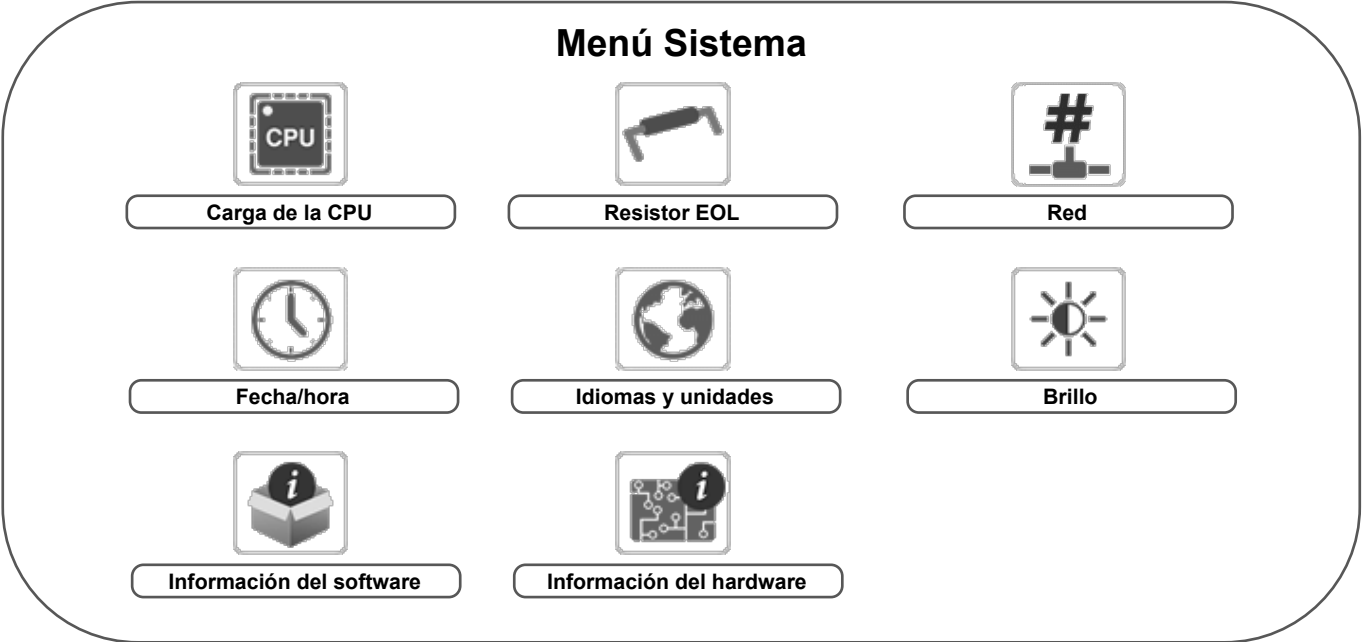 Menú Sistema
CPU
#
Carga de la CPU
Resistor EOL
Red
Fecha/hora
Idiomas y unidades
Brillo
i
i
Información del software
Información del hardware